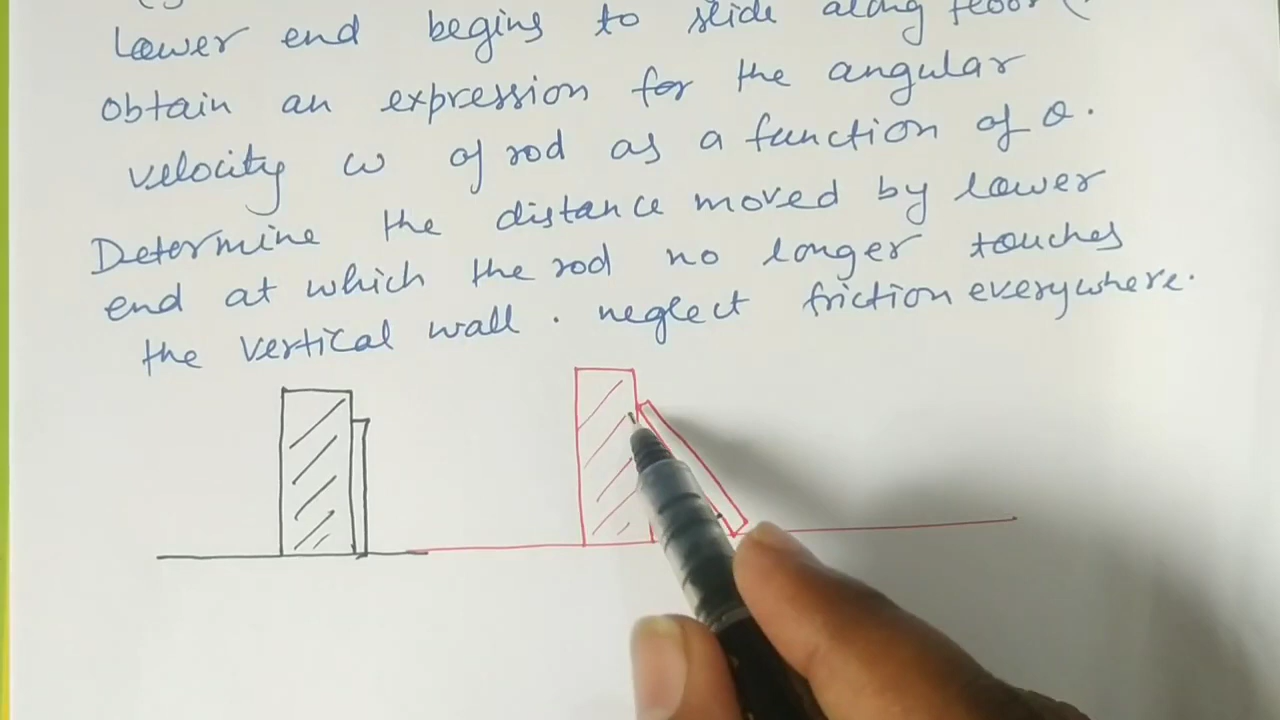 Lower end begins to slide along floor (
obtain an expression for the angular
velocity ω of rod as a function of θ.
Determine the distance moved by lower
end at which the rod no longer touches
the vertical wall. neglect friction everywhere.